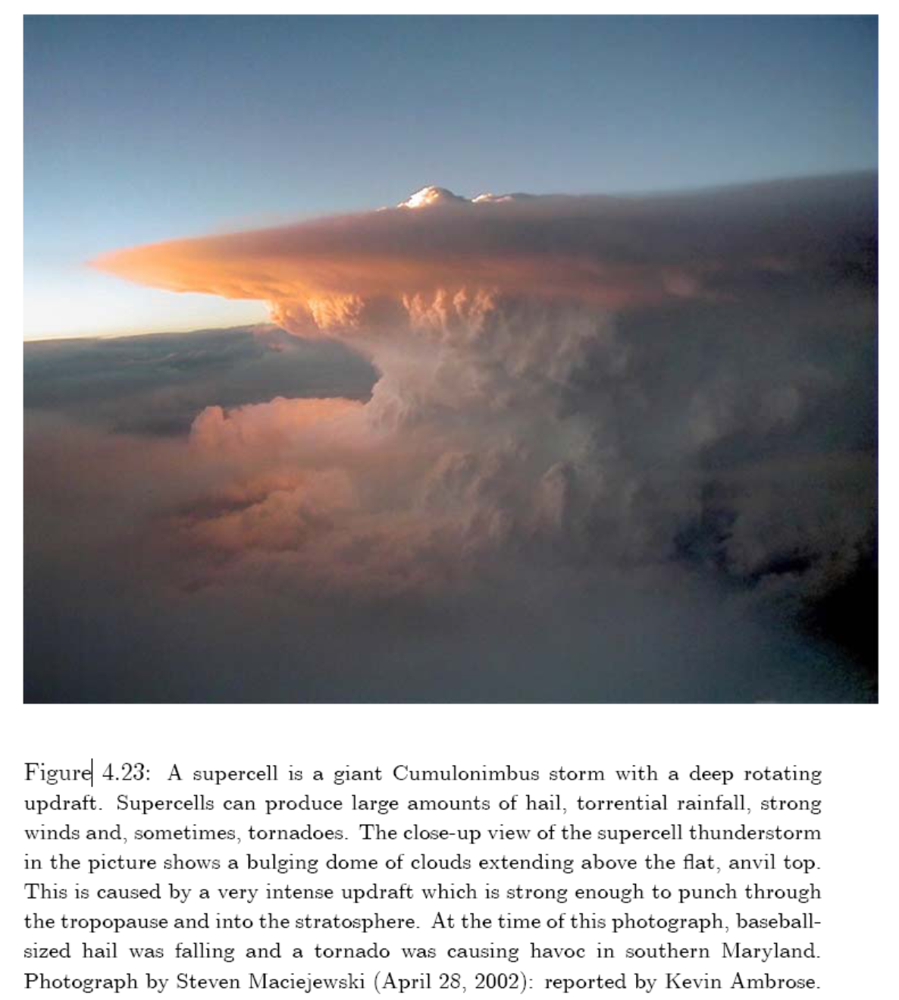 Figure 4.23: A supercell is a giant Cumulonimbus storm with a deep rotating
updraft. Supercells can produce large amounts of hail, torrential rainfall, strong
winds and, sometimes, tornadoes. The close-up view of the supercell thunderstorm
in the picture shows a bulging dome of clouds extending above the flat, anvil top.
This is caused by a very intense updraft which is strong enough to punch through
the tropopause and into the stratosphere. At the time of this photograph, baseball-
sized hail was falling and a tornado was causing havoc in southern Maryland.
Photograph by Steven Maciejewski (April 28, 2002): reported by Kevin Ambrose.